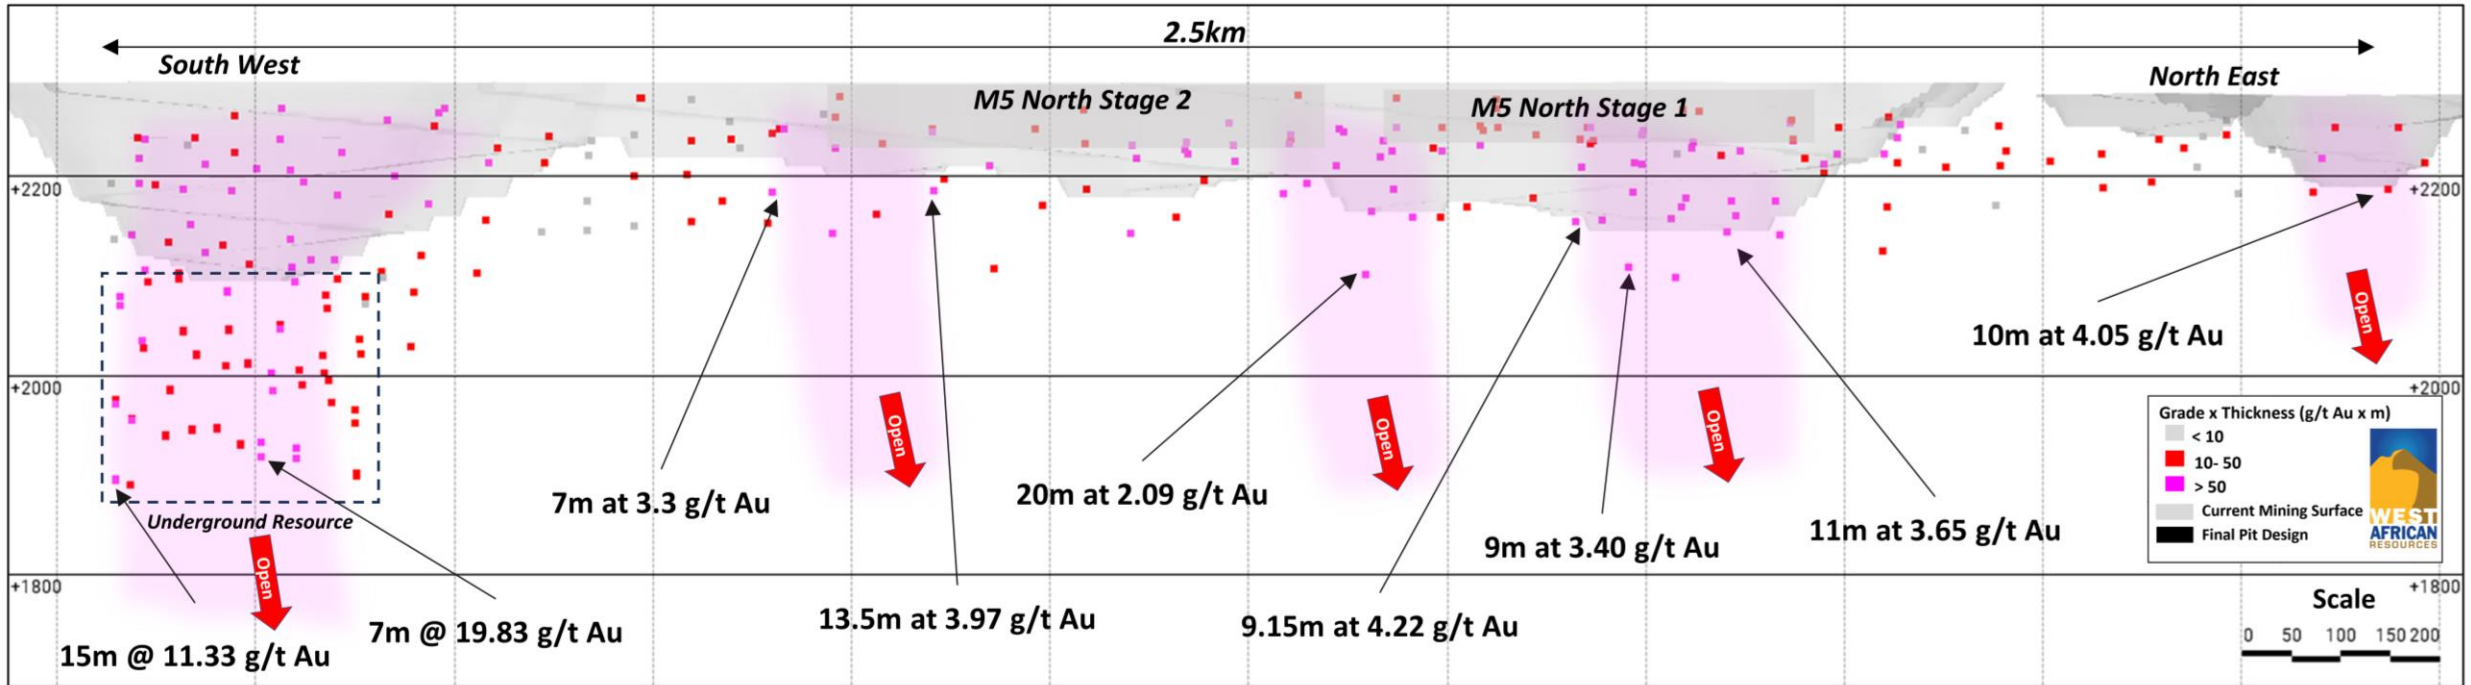 2.5km
South West
North East
M5 North Stage 2
M5 North Stage 1
+2200
+2200
Open
10m at 4.05 g/t Au
+2000
+2000
Open
Open
Open
Grade x Thickness (g/t Au x m)
< 10
10- 50
> 50
Current Mining Surface
Final Pit Design
WEST
AFRICAN
RESOURCES
7m at 3.3 g/t Au
20m at 2.09 g/t Au
Underground Resource
9m at 3.40 g/t Au
11m at 3.65 g/t Au
Open
+1800
+1800
Scale
13.5m at 3.97 g/t Au
9.15m at 4.22 g/t Au
7m @ 19.83 g/t Au
0 50 100 150 200
15m @ 11.33 g/t Au